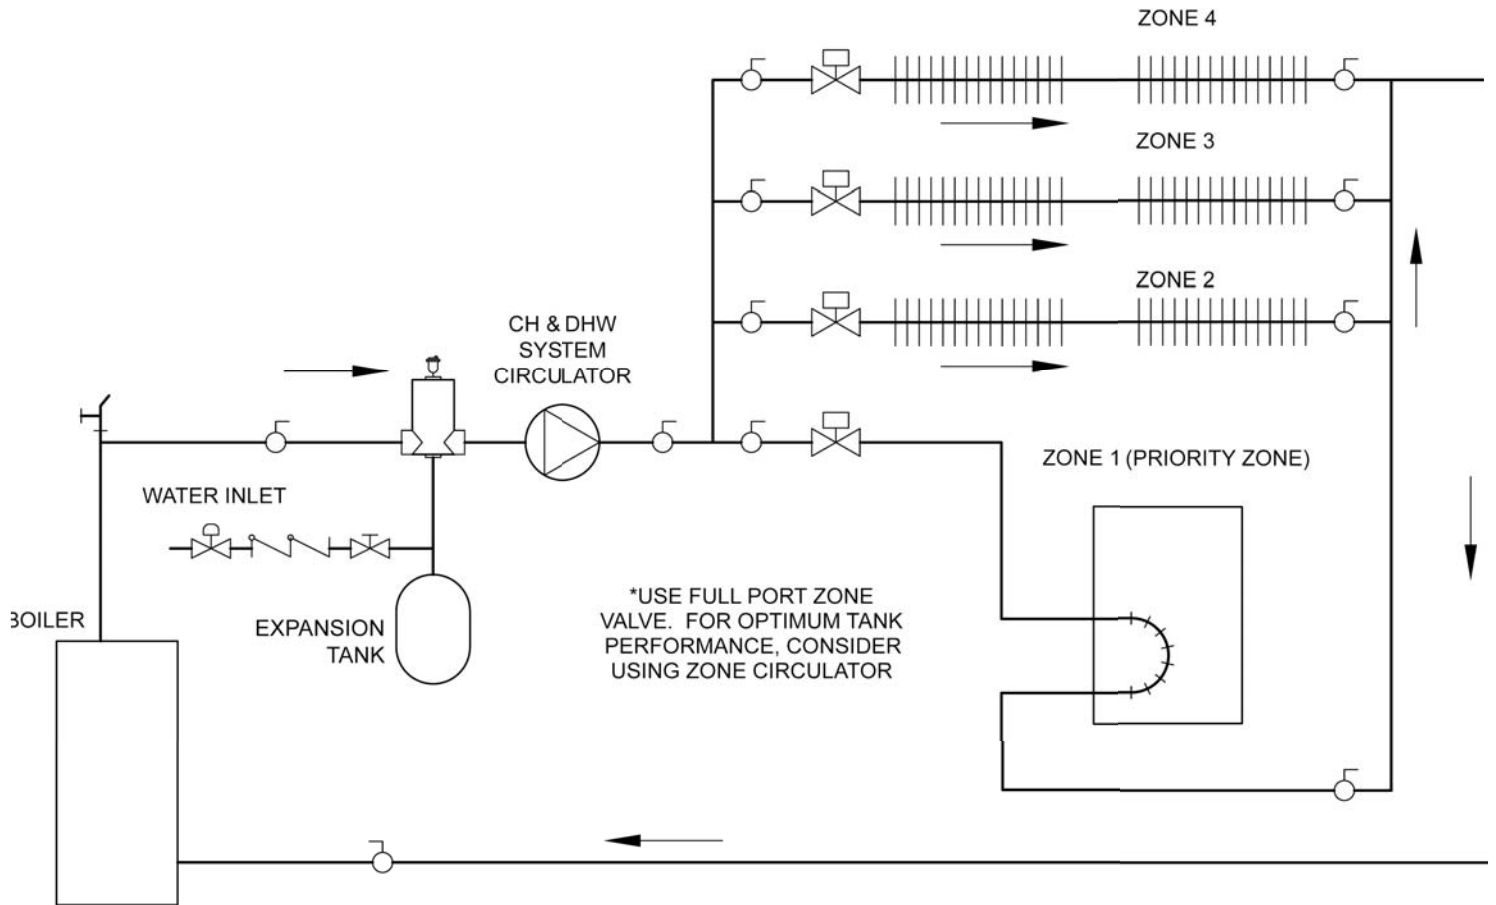 ZONE 4
ZONE 3
ZONE 2
CH & DHW
SYSTEM
CIRCULATOR
ZONE 1 (PRIORITY ZONE)
WATER INLET
*USE FULL PORT ZONE
VALVE. FOR OPTIMUM TANK
PERFORMANCE, CONSIDER
USING ZONE CIRCULATOR
BOILER
EXPANSION
TANK